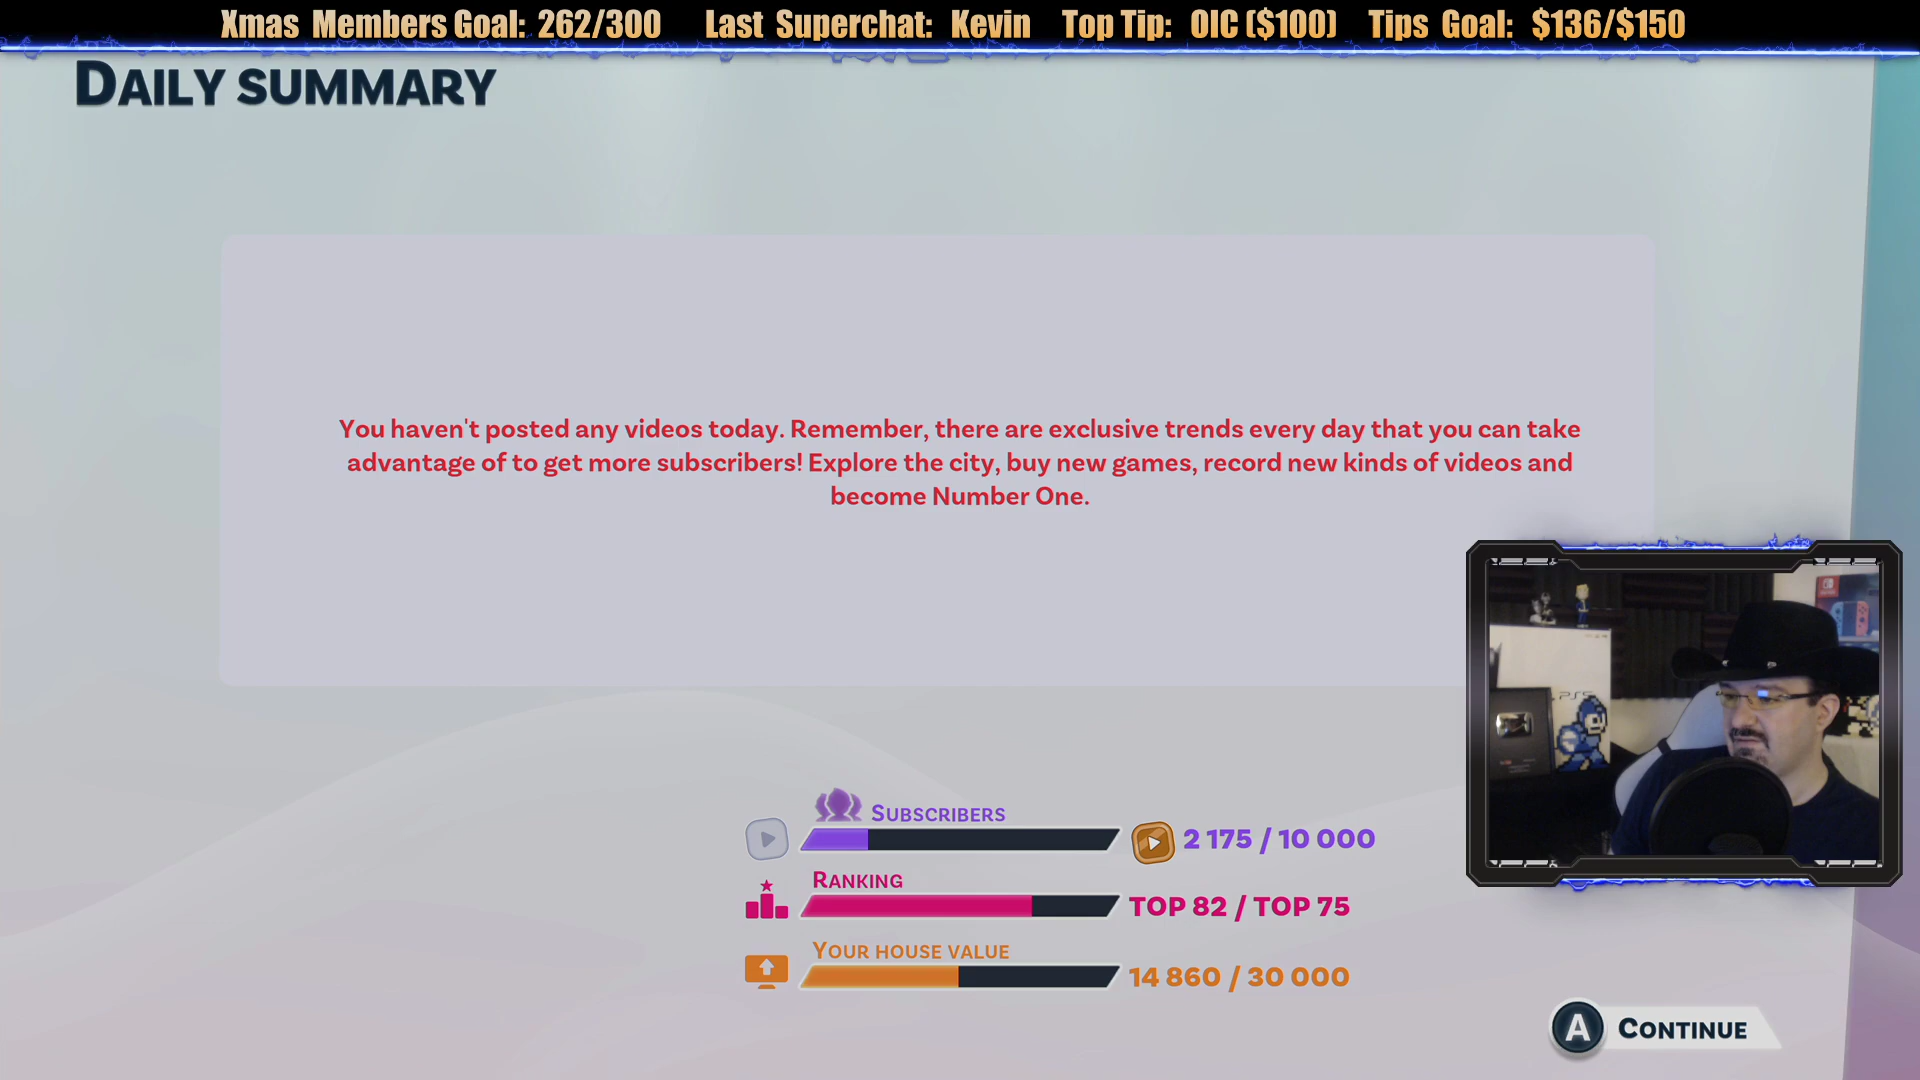 Xmas Members Goal: 262/300 Last Superchat: Kevin Top Tip: OIC ($100) Tips Goal: $136/$150
DAILY SUMMARY
You haven't posted any videos today. Remember, there are exclusive trends every day that you can take
advantage of to get more subscribers! Explore the city, buy new games, record new kinds of videos and
become Number One.
PS5
SUBSCRIBERS
2 175 / 10 000
RANKING
TOP 82 / TOP 75
YOUR HOUSE VALUE
14 860 / 30 000
A CONTINUE